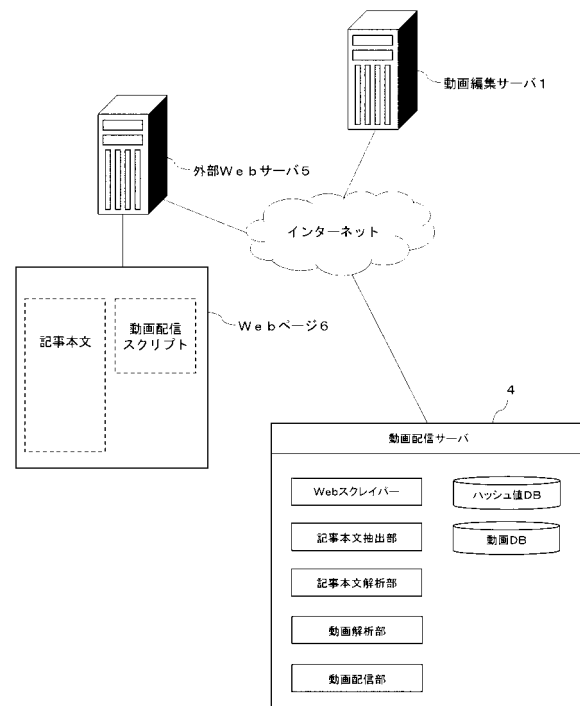 動画編集サーバ１
外部Ｗｅｂサーバ５
インターネット
記事本文
動画配信
スクリプト
Ｗｅｂページ６
４
動画配信サーバ
Webスクレイパー
ハッシュ値DB
記事本文抽出部
動画DB
記事本文解析部
動画解析部
動画配信部